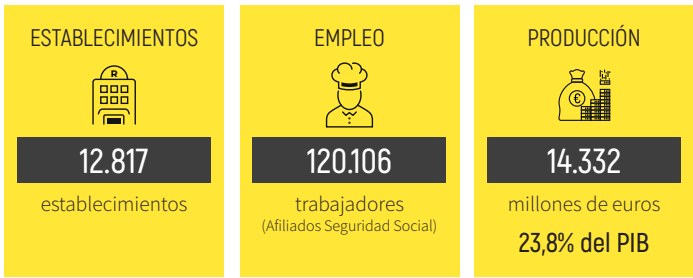 ESTABLECIMIENTOS
R
12.817
establecimientos
EMPLEO
120.106
trabajadores
(Afiliados Seguridad Social)
PRODUCCIÓN
€
14.332
millones de euros
23,8% del PIB